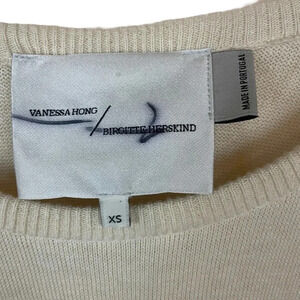 VANESSA HONG
/ BIRGITTE HERSKIND
XS
MADE IN PORTUGAL